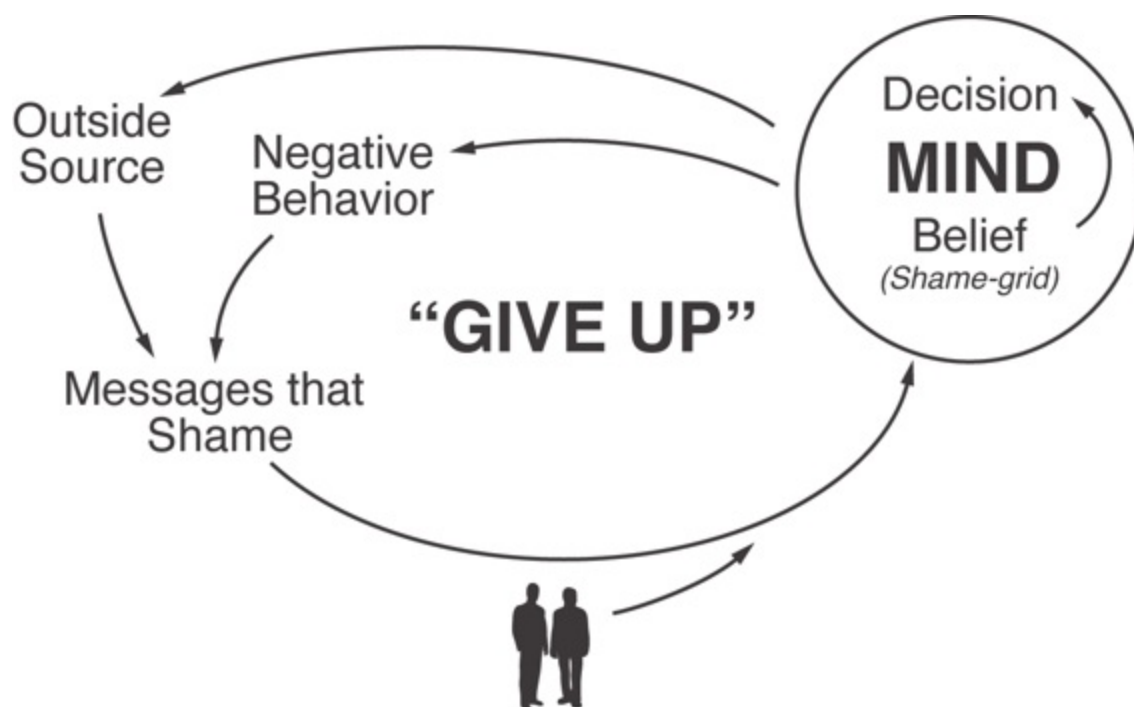 Outside
Source
Negative
Behavior
Decision
MIND
Belief
(Shame-grid)
“GIVE UP”
Messages that
Shame